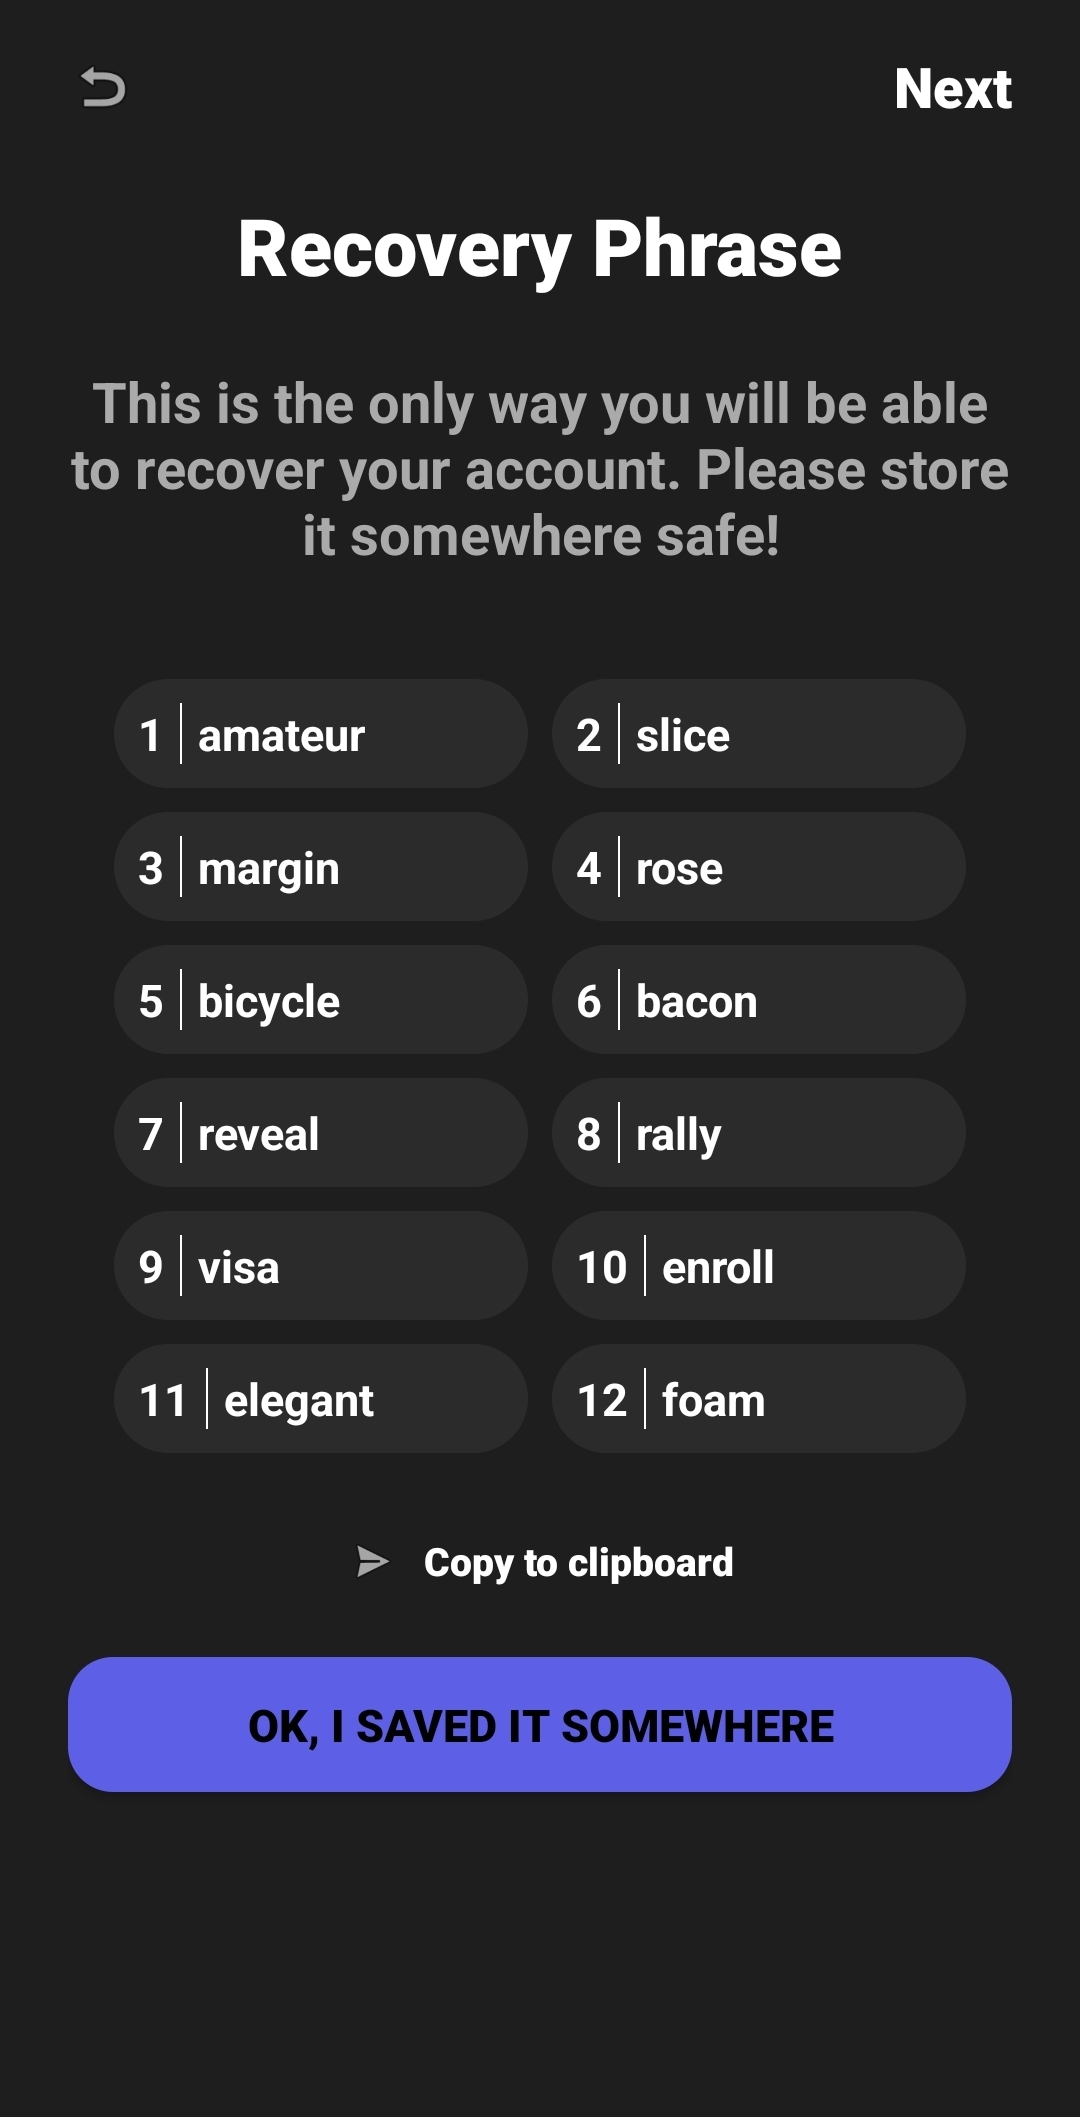 Next
Recovery Phrase
This is the only way you will be able
to recover your account. Please store
it somewhere safe!
1 amateur
2 slice
3 margin
4 rose
5 bicycle
6 bacon
7 reveal
8 rally
9 visa
10 enroll
11 elegant
12 foam
Copy to clipboard
OK, I SAVED IT SOMEWHERE